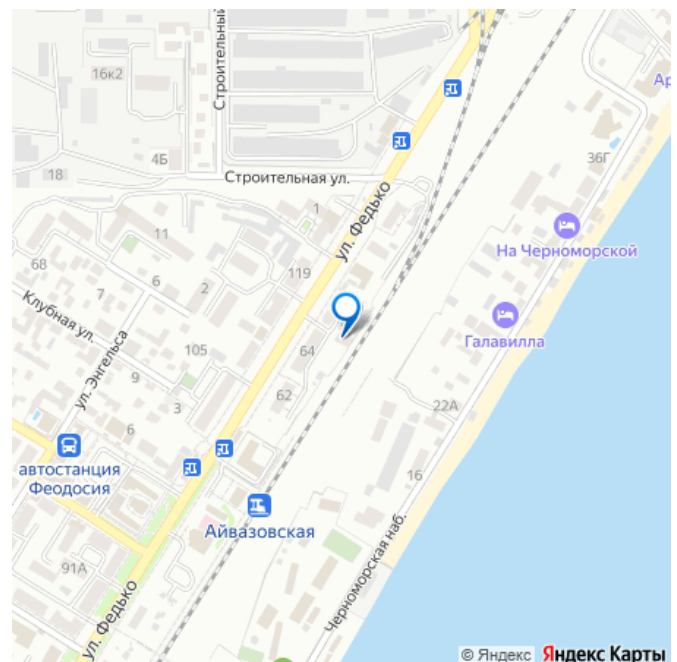 16к2
Строительный
Ар
4Б
36Г
18
Строительная ул.
1
ул. Федько
11
На Черноморской
68
119
6
7
2
Клубная ул.
Галавилла
105
64
ул. Энгельса
9
62
22А
3
6
автостанция
Феодосия
16
Айвазовская
Черноморская наб.
91А
ул. Федько
© Яндекс Яндекс Карты